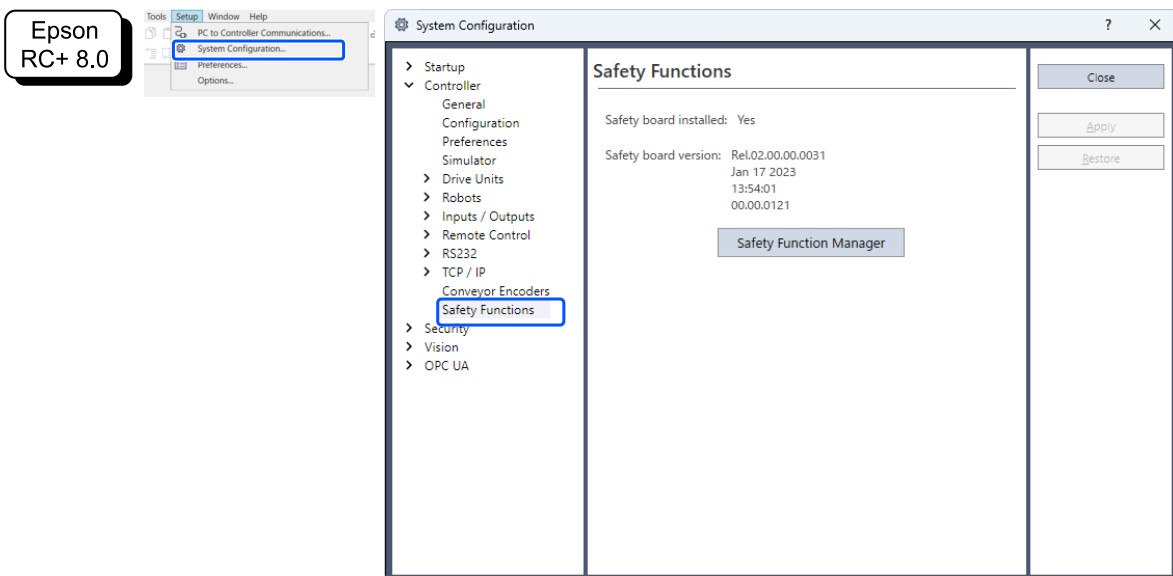 Epson
RC+ 8.0
Tools Setup Window Help
PC to Controller Communications...
System Configuration...
Preferences...
Options...
System Configuration
?
Startup
Controller
General
Configuration
Preferences
Simulator
Drive Units
Robots
Inputs / Outputs
Remote Control
RS232
TCP / IP
Conveyor Encoders
Safety Functions
Security
Vision
OPC UA
Safety Functions
Safety board installed: Yes
Safety board version: Rel.02.00.00.0031
Jan 17 2023
13:54:01
00.00.0121
Safety Function Manager
Close
Apply
Restore